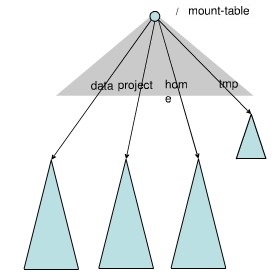 / mount-table
data project hom tmp
e